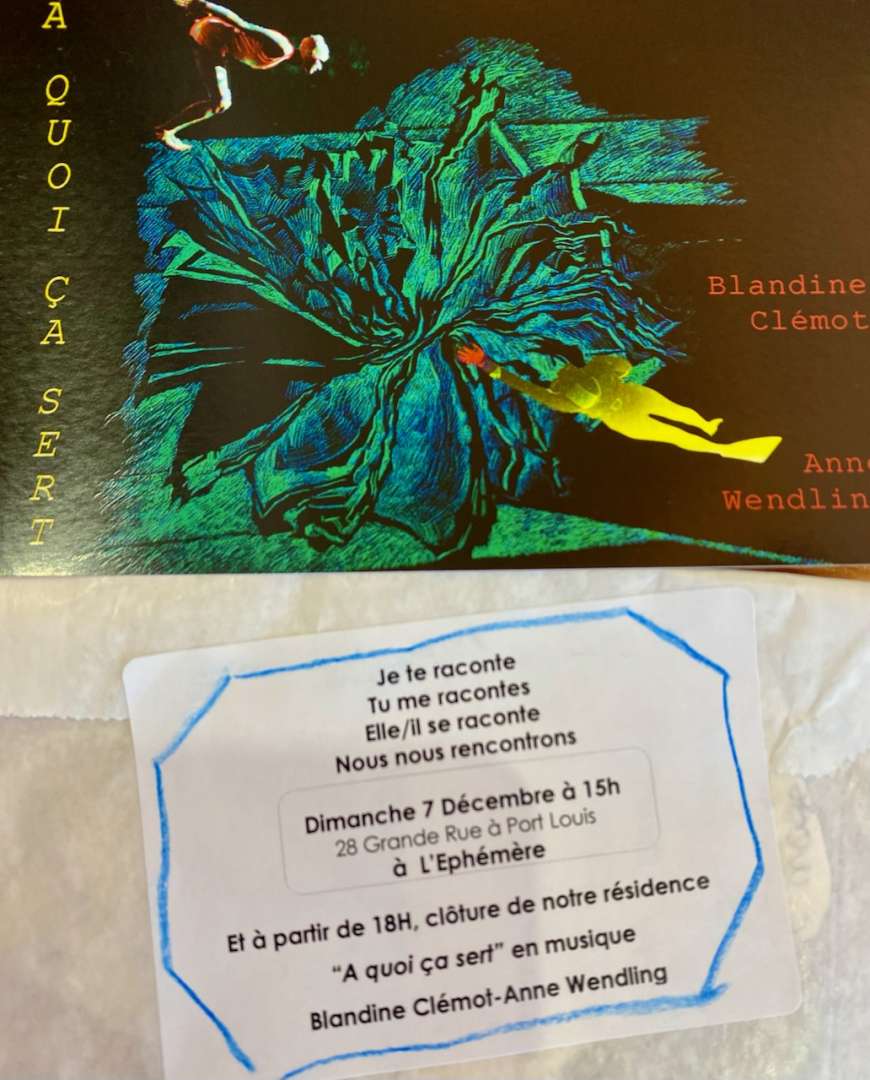 A QUOI ÇA SERT
Blandine
Clémot
Anne
Wendlin
Je te raconte
Tu me racontes
Elle/il se raconte
Nous nous rencontrons
Dimanche 7 Décembre à 15h
28 Grande Rue à Port Louis
à L'Ephémère
Et à partir de 18H, clôture de notre résidence
“A quoi ça sert” en musique
Blandine Clémot-Anne Wendling